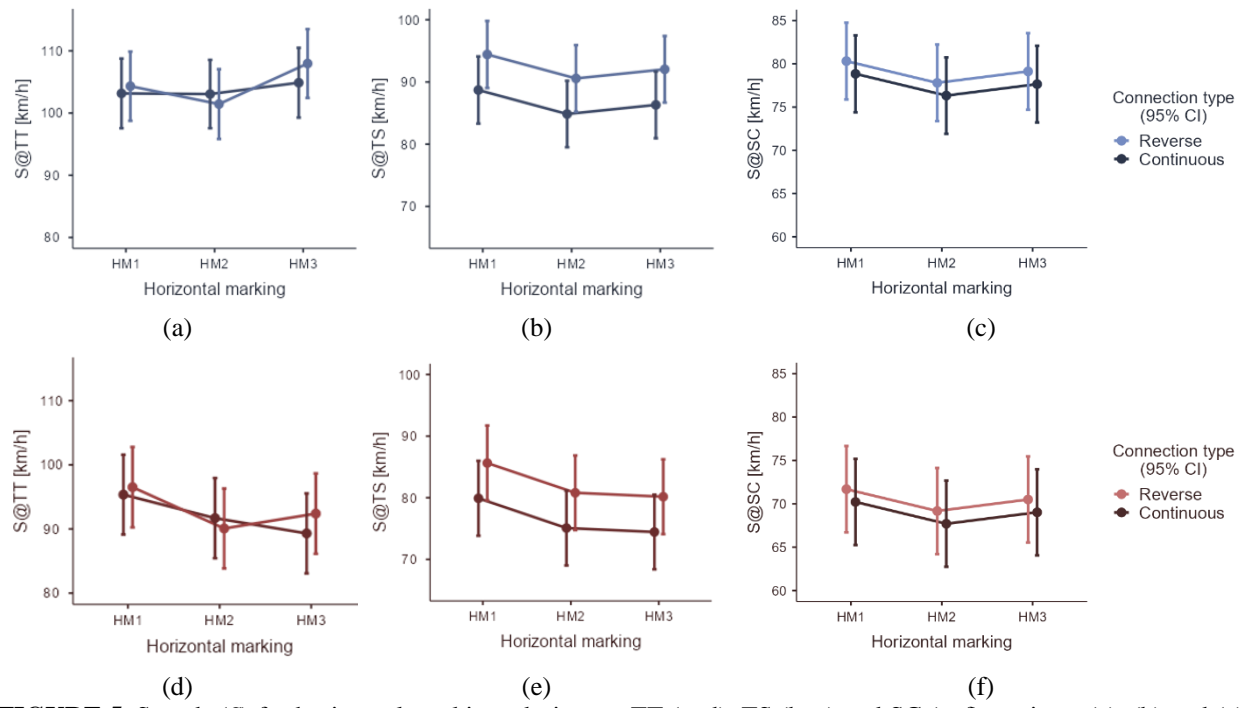 S@TT [km/h]
110
100
90
80
HM1 HM2 HM3
Horizontal marking
(a)
S@TS [km/h]
100
90
80
70
HM1 HM2 HM3
Horizontal marking
(b)
S@SC [km/h]
85
80
75
70
65
60
HM1 HM2 HM3
Horizontal marking
(c)
Connection type
(95% CI)
Reverse
Continuous
S@TT [km/h]
110
100
90
80
HM1 HM2 HM3
Horizontal marking
(d)
S@TS [km/h]
100
90
80
70
HM1 HM2 HM3
Horizontal marking
(e)
S@SC [km/h]
85
80
75
70
65
60
HM1 HM2 HM3
Horizontal marking
(f)
Connection type
(95% CI)
Reverse
Continuous